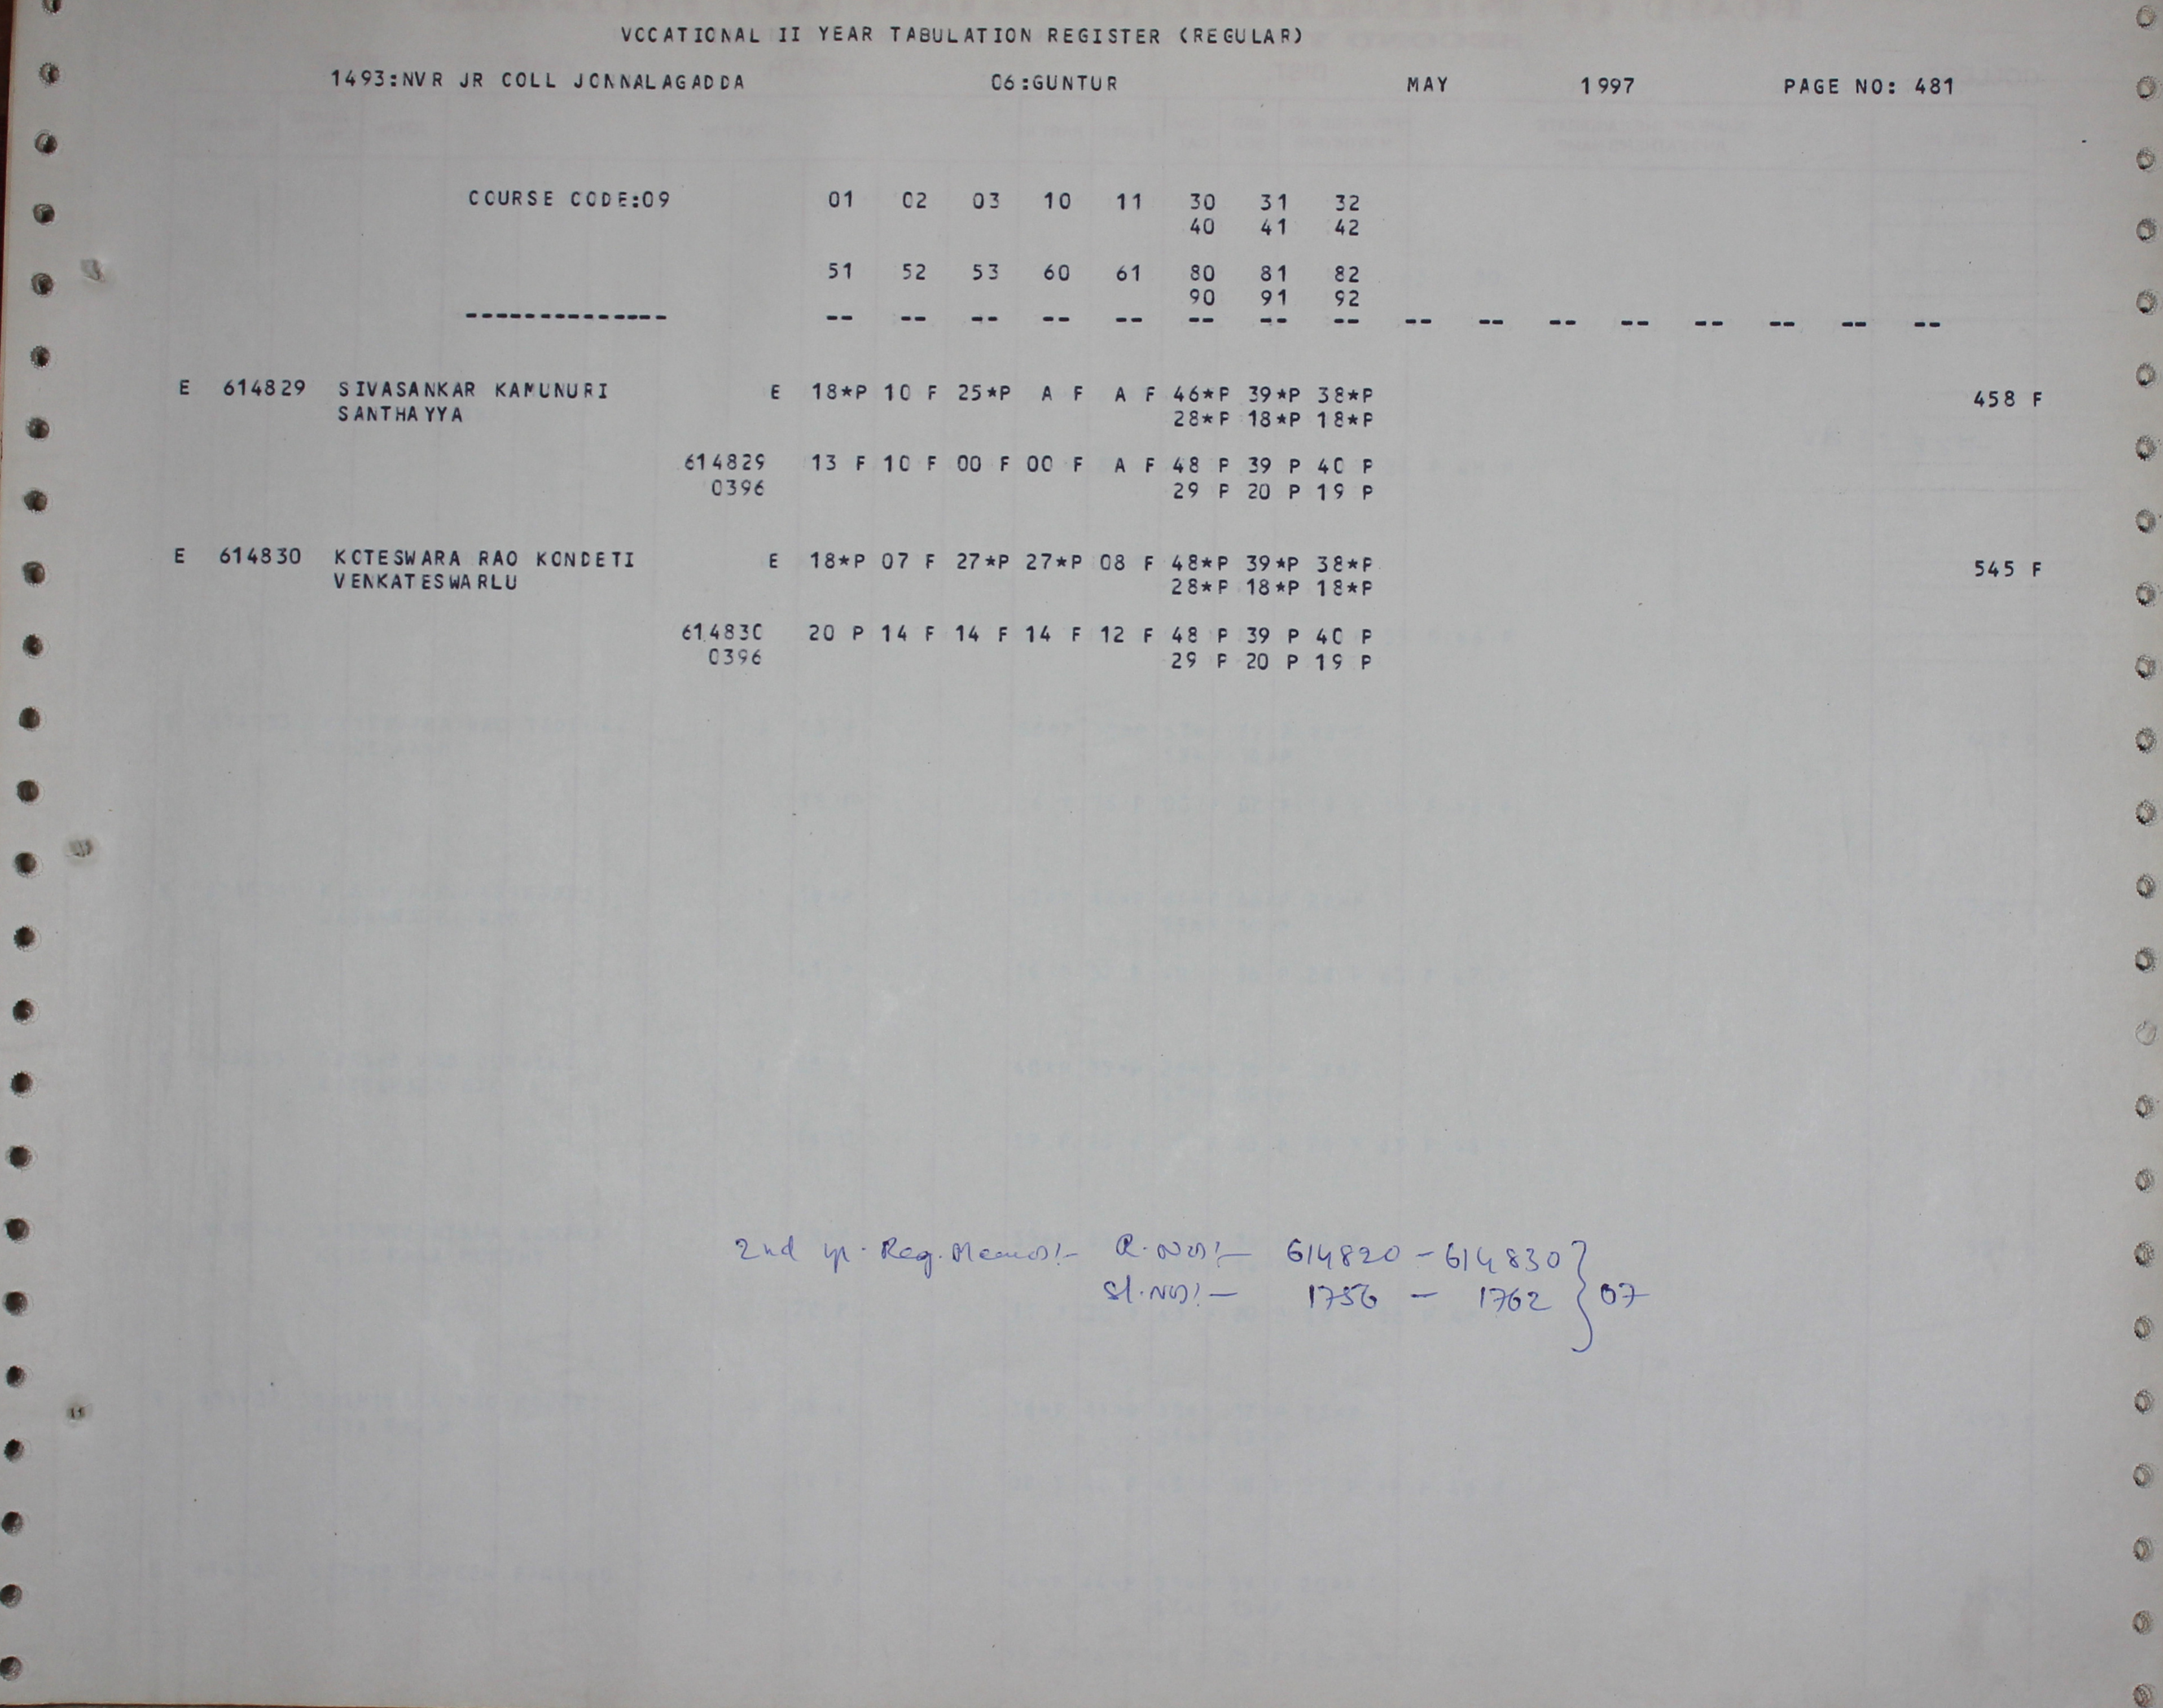 VCCATIONAL II YEAR TABULATION REGISTER (REGULAR)
1493:NVR JR COLL JONNALAGADDA 06:GUNTUR MAY 1997 PAGE NO: 481
COURSE CODE:09 01 02 03 10 11 30 31 32
40 41 42
51 52 53 60 61 80 81 82
90 91 92
-------------- -- -- -- -- -- -- -- -- -- -- -- -- -- -- -- --
E 614829 SIVASANKAR KAMUNURI E 18*P 10 F 25*P A F A F 46*P 39*P 38*P 458 F
SANTHAYYA 28*P 18*P 18*P
614829 13 F 10 F 00 F 00 F A F 48 P 39 P 40 P
0396 29 P 20 P 19 P
E 614830 KOTESWARA RAO KONDETI E 18*P 07 F 27*P 27*P 08 F 48*P 39*P 38*P 545 F
VENKATESWARLU 28*P 18*P 18*P
614830 20 P 14 F 14 F 14 F 12 F 48 P 39 P 40 P
0396 29 P 20 P 19 P
2nd yr. Reg. Memos:- R.Nos:- 614820 - 614830
Sl.Nos:- 1756 - 1762 } 07